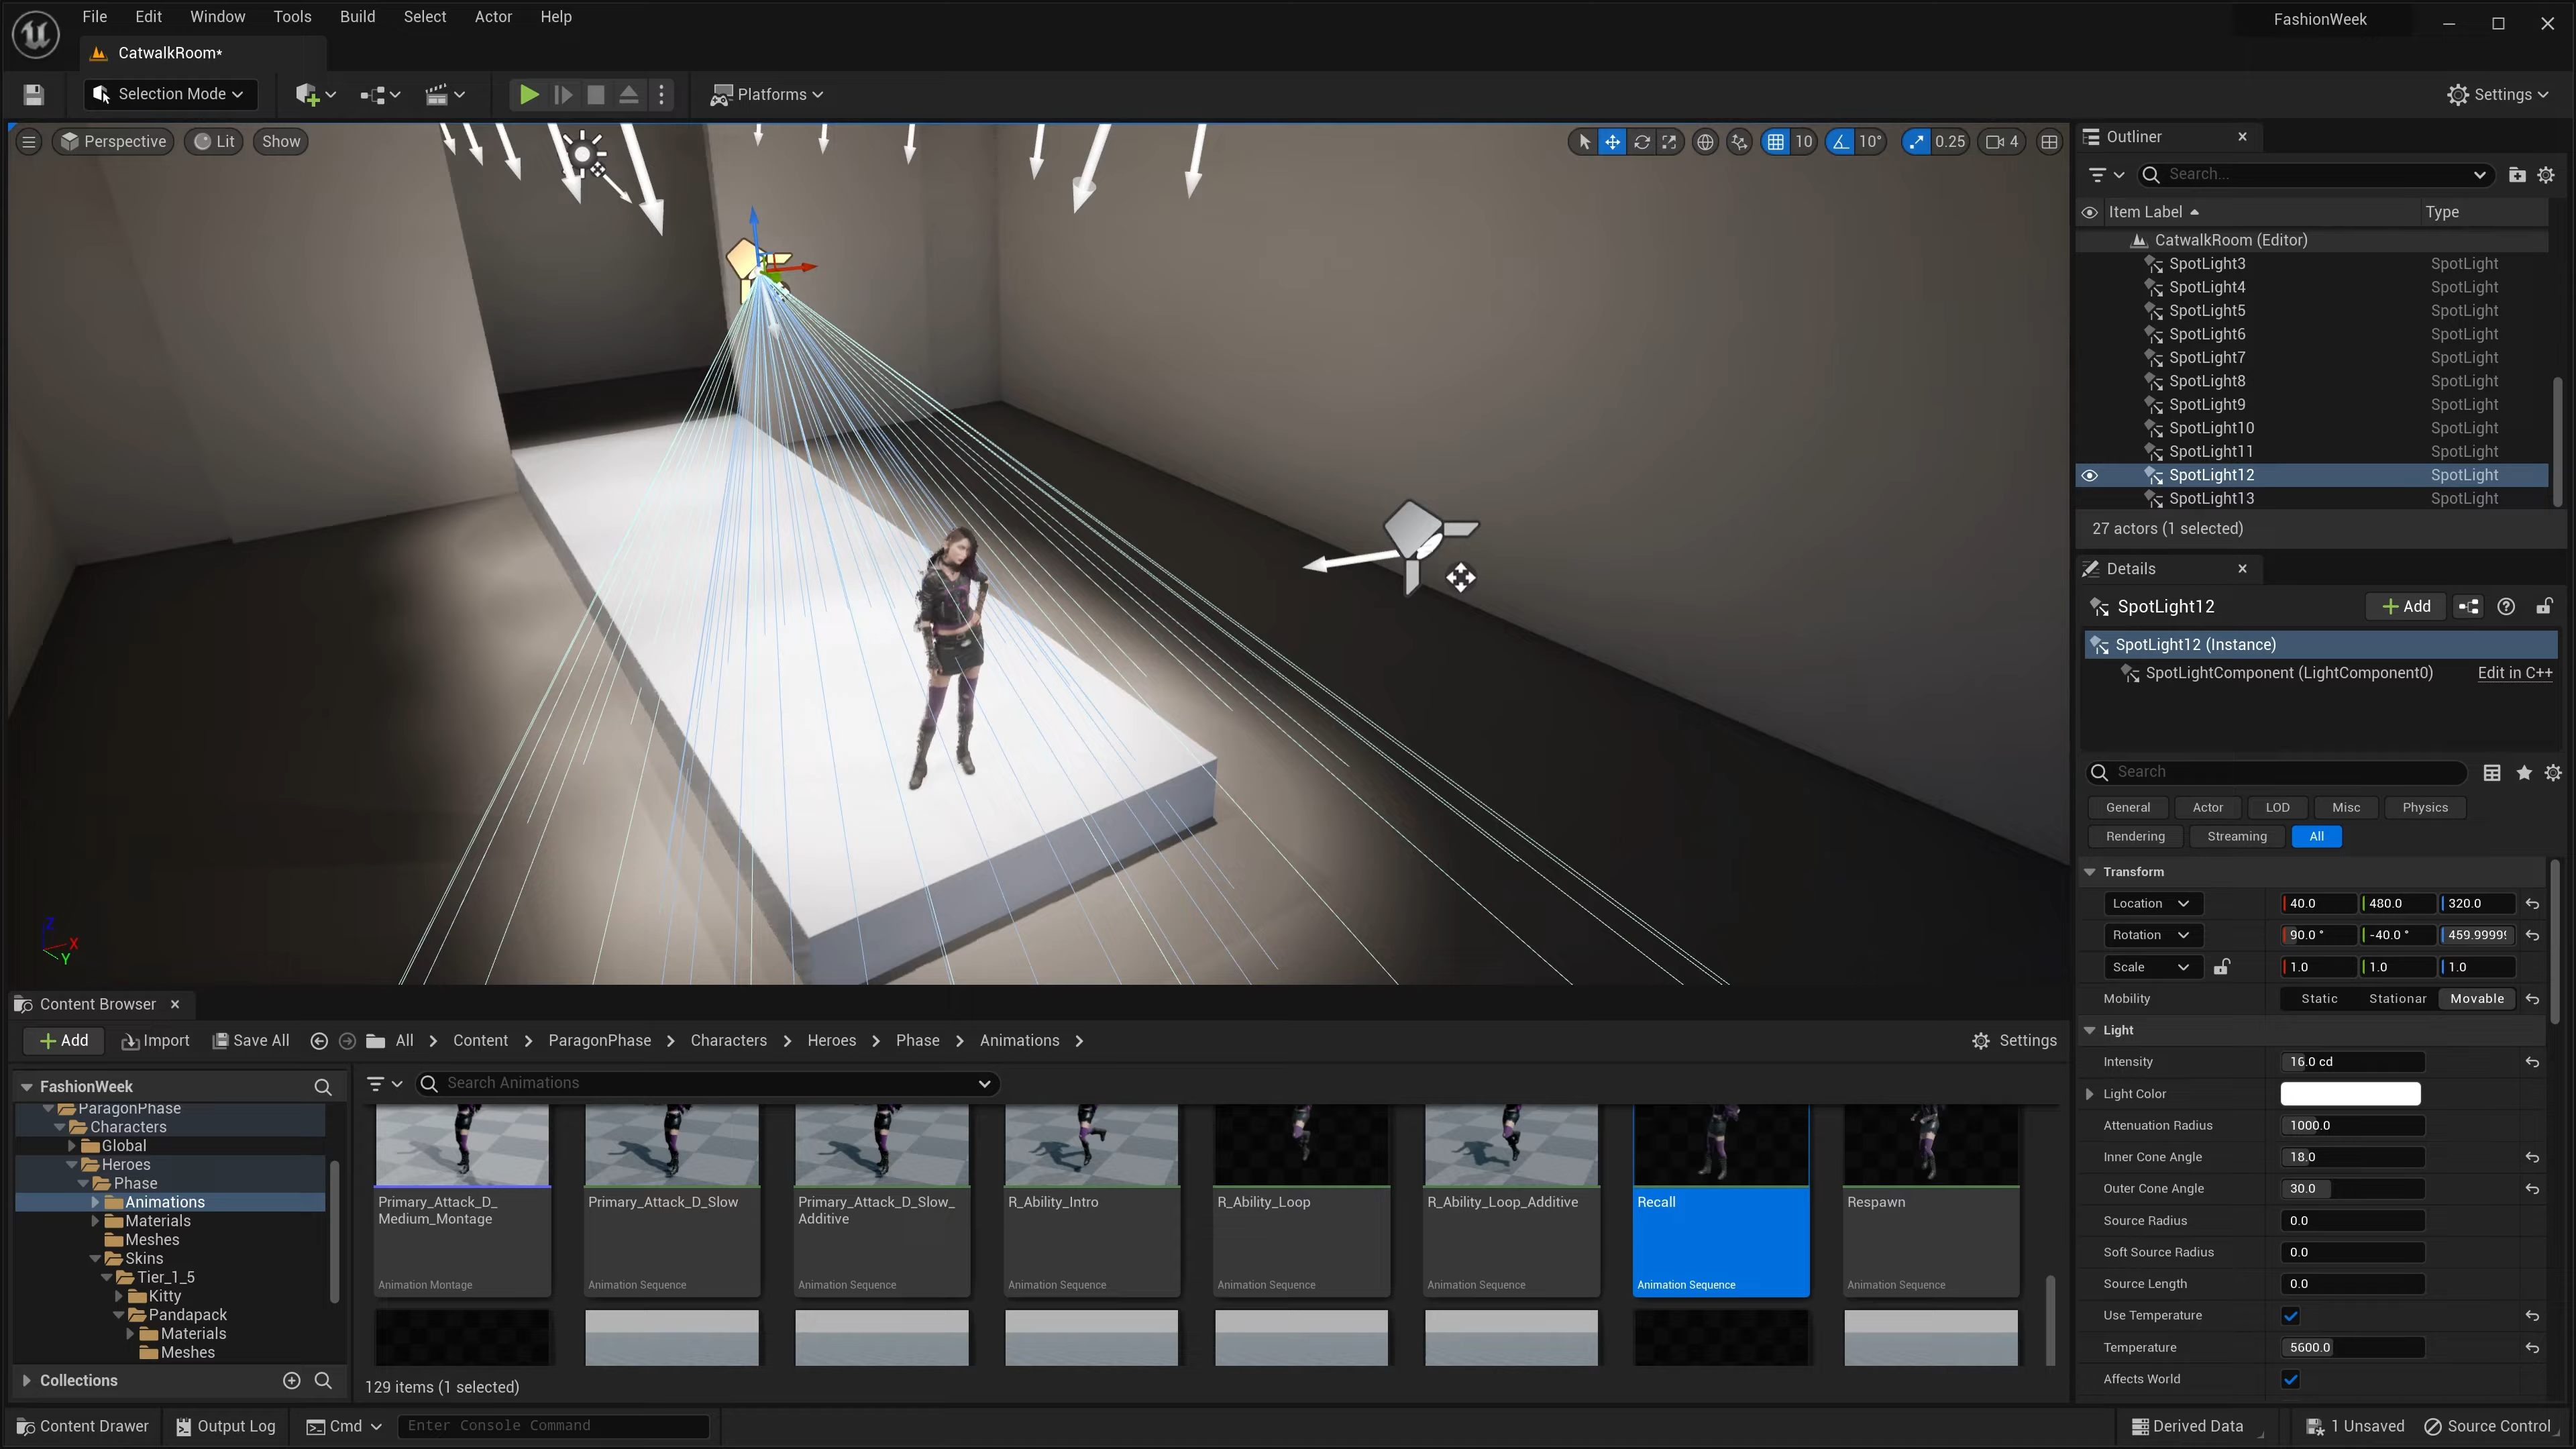 File Edit Window Tools Build Select Actor Help
FashionWeek
CatwalkRoom*
Selection Mode
Platforms
Settings
Perspective Lit Show
10 10° 0.25 4
Outliner
Search...
Item Label Type
CatwalkRoom (Editor)
SpotLight3 SpotLight
SpotLight4 SpotLight
SpotLight5 SpotLight
SpotLight6 SpotLight
SpotLight7 SpotLight
SpotLight8 SpotLight
SpotLight9 SpotLight
SpotLight10 SpotLight
SpotLight11 SpotLight
SpotLight12 SpotLight
SpotLight13 SpotLight
27 actors (1 selected)
Details
SpotLight12 Add
SpotLight12 (Instance)
SpotLightComponent (LightComponent0) Edit in C++
Search
General Actor LOD Misc Physics
Rendering Streaming All
Transform
Location 40.0 480.0 320.0
Rotation 90.0 ° -40.0 ° 459.9999
Scale 1.0 1.0 1.0
Mobility Static Stationar Movable
Light
Intensity 16.0 cd
Light Color
Attenuation Radius 1000.0
Inner Cone Angle 18.0
Outer Cone Angle 30.0
Source Radius 0.0
Soft Source Radius 0.0
Source Length 0.0
Use Temperature
Temperature 5600.0
Affects World
Z
X
Y
Content Browser
Add Import Save All All Content ParagonPhase Characters Heroes Phase Animations Settings
FashionWeek
ParagonPhase
Characters
Global
Heroes
Phase
Animations
Materials
Meshes
Skins
Tier_1_5
Kitty
Pandapack
Materials
Meshes
Collections
Search Animations
Primary_Attack_D_
Medium_Montage
Animation Montage
Primary_Attack_D_Slow
Animation Sequence
Primary_Attack_D_Slow_
Additive
Animation Sequence
R_Ability_Intro
Animation Sequence
R_Ability_Loop
Animation Sequence
R_Ability_Loop_Additive
Animation Sequence
Recall
Animation Sequence
Respawn
Animation Sequence
129 items (1 selected)
Content Drawer Output Log Cmd Enter Console Command Derived Data 1 Unsaved Source Control